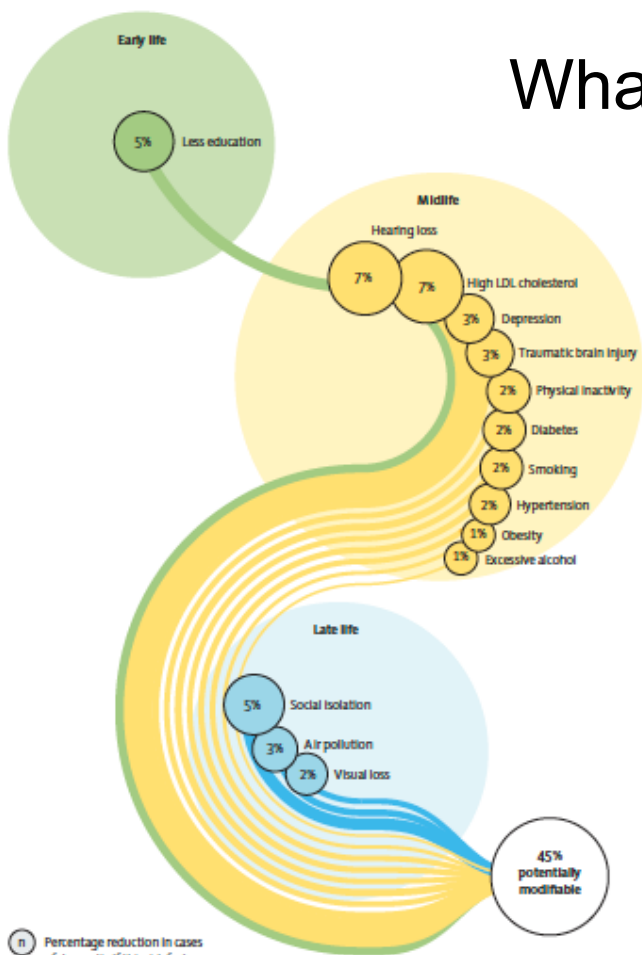 Wha
Early life
5%
Less education
Midlife
Hearing loss
7%
7%
High LDL cholesterol
3%
Depression
3%
Traumatic brain injury
2%
Physical inactivity
2%
Diabetes
2%
Smoking
2%
Hypertension
1%
Obesity
1%
Excessive alcohol
Late life
5%
Social isolation
3%
Air pollution
2%
Visual loss
45%
potentially
modifiable
n
Percentage reduction in cases